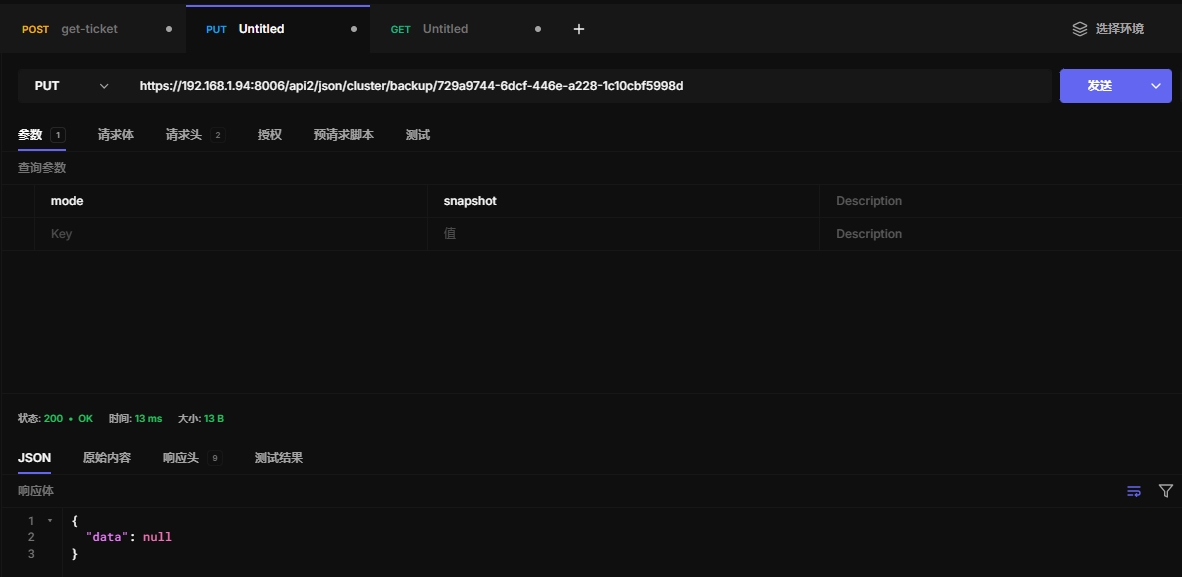 POST get-ticket PUT Untitled GET Untitled + 选择环境
PUT https://192.168.1.94:8006/api2/json/cluster/backup/729a9744-6dcf-446e-a228-1c10cbf5998d 发送
参数 1 请求体 请求头 2 授权 预请求脚本 测试
查询参数
mode snapshot Description
Key 值 Description
状态: 200 • OK 时间: 13 ms 大小: 13 B
JSON 原始内容 响应头 9 测试结果
响应体
1 {
2 "data": null
3 }